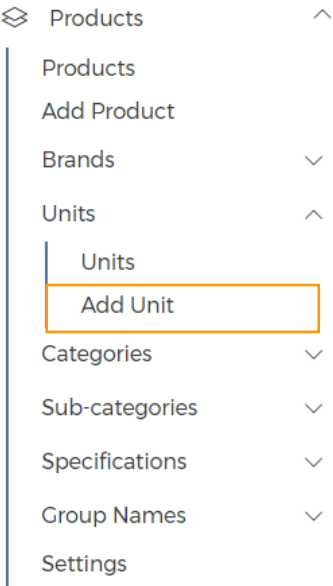 Products
Products
Add Product
Brands
Units
Units
Add Unit
Categories
Sub-categories
Specifications
Group Names
Settings